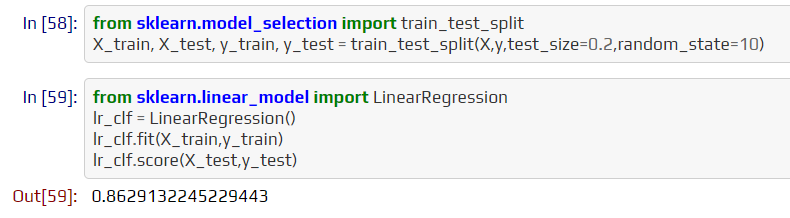 In [58]: from sklearn.model_selection import train_test_split
X_train, X_test, y_train, y_test = train_test_split(X,y,test_size=0.2,random_state=10)
In [59]: from sklearn.linear_model import LinearRegression
lr_clf = LinearRegression()
lr_clf.fit(X_train,y_train)
lr_clf.score(X_test,y_test)
Out[59]: 0.8629132245229443